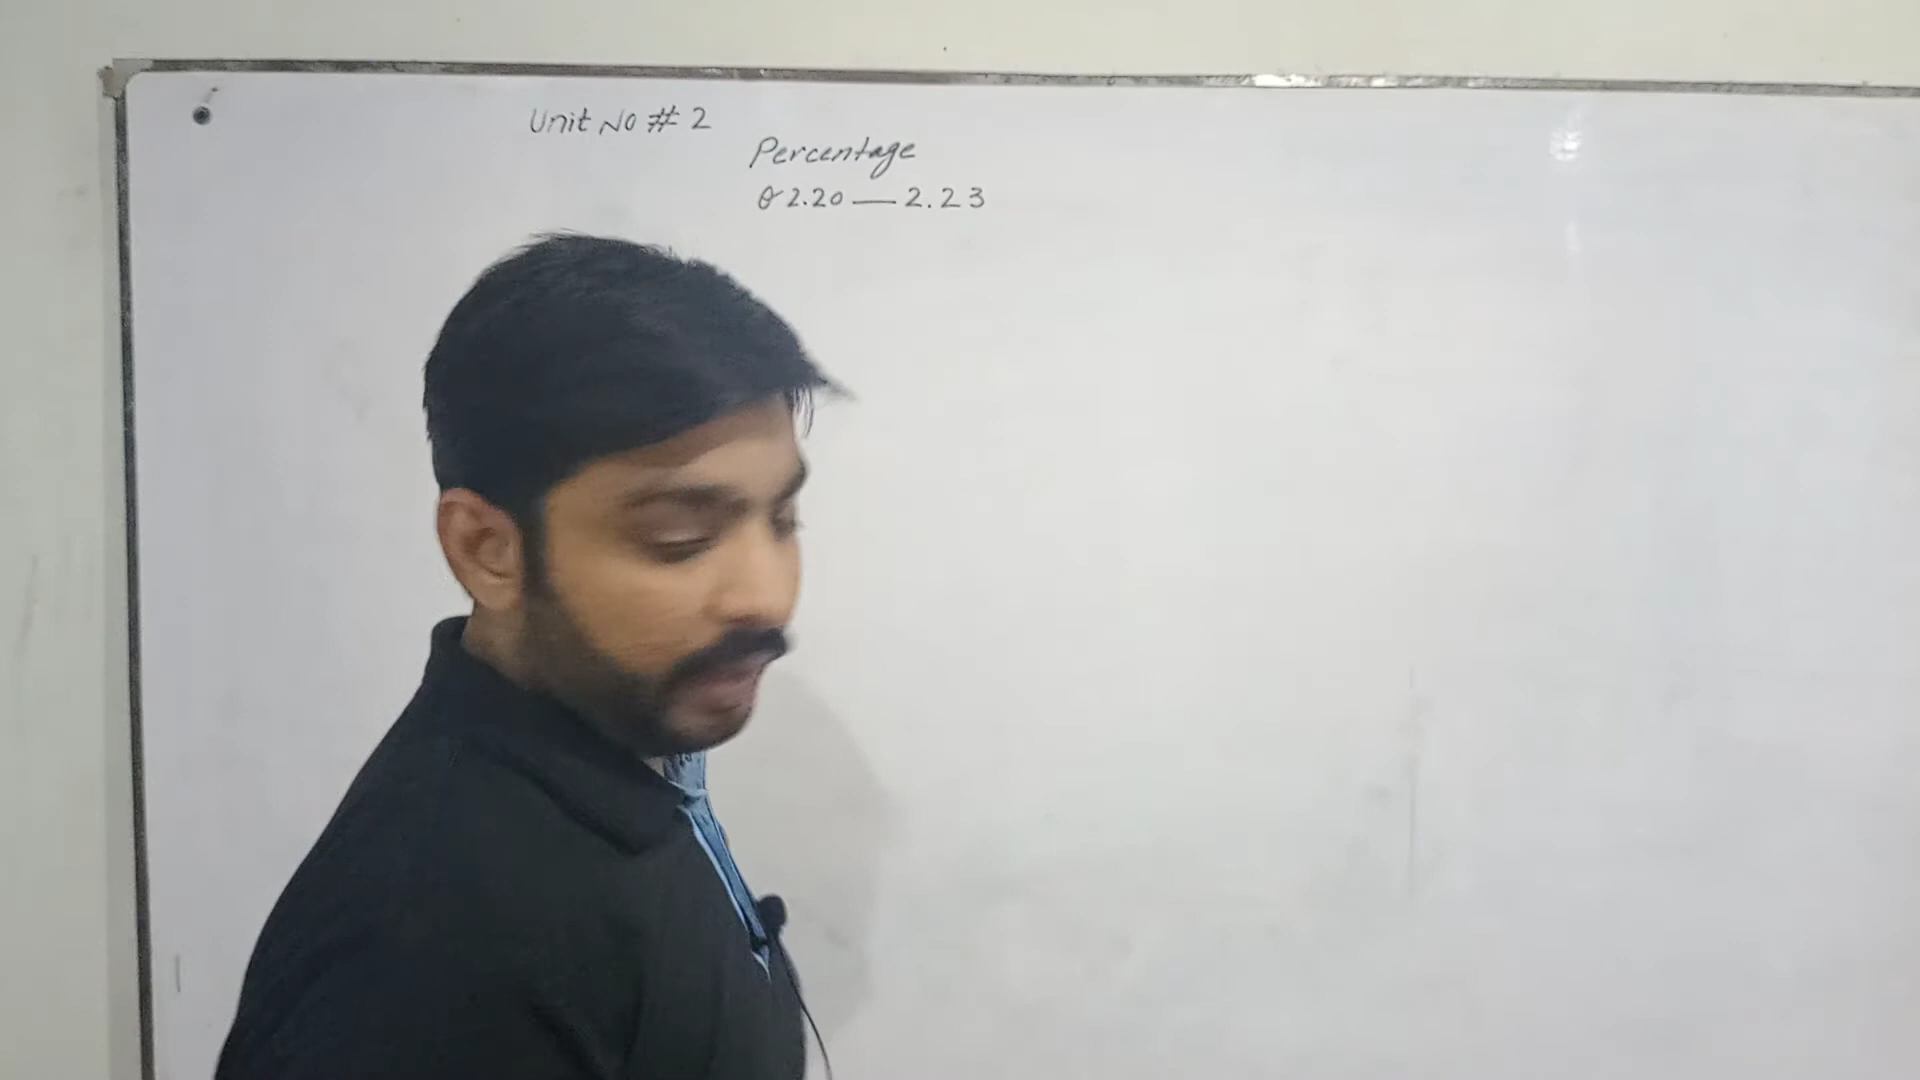 Unit No # 2
Percentage
Q 2.20 — 2.23